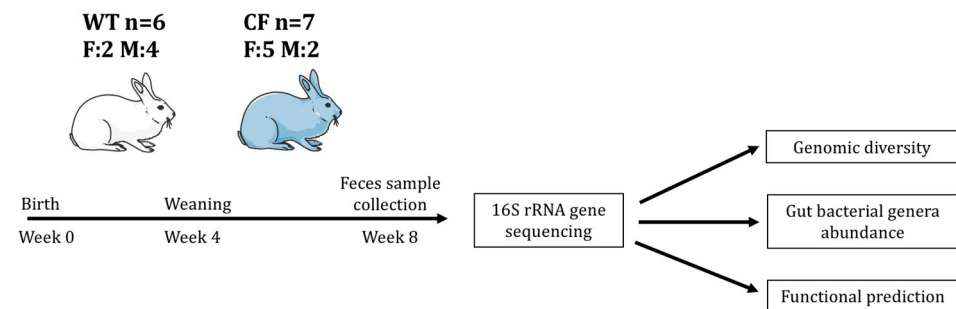 WT n=6
F:2 M:4
CF n=7
F:5 M:2
Birth
Weaning
Feces sample
collection
Week 0
Week 4
Week 8
16S rRNA gene
sequencing
Genomic diversity
Gut bacterial genera
abundance
Functional prediction